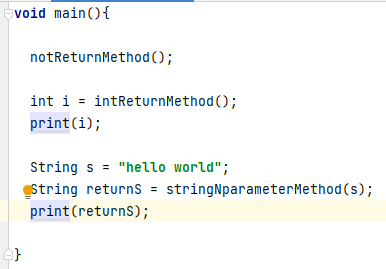 void main(){
notReturnMethod();
int i = intReturnMethod();
print(i);
String s = "hello world";
String returnS = stringNparameterMethod(s);
print(returnS);
}